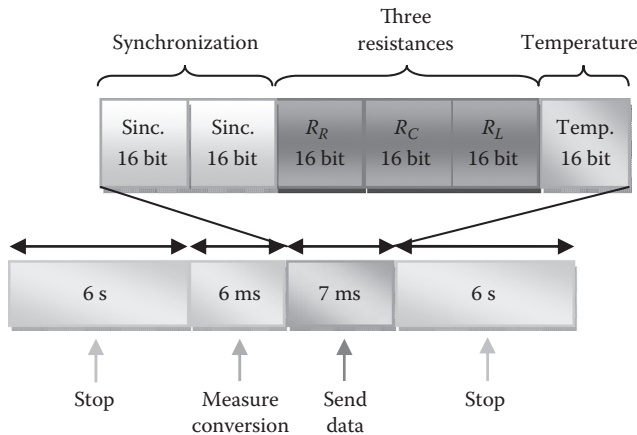 Three
Synchronization resistances Temperature
Sinc. Sinc. R_R R_C R_L Temp.
16 bit 16 bit 16 bit 16 bit 16 bit 16 bit
6 s 6 ms 7 ms 6 s
Stop Measure Send Stop
conversion data